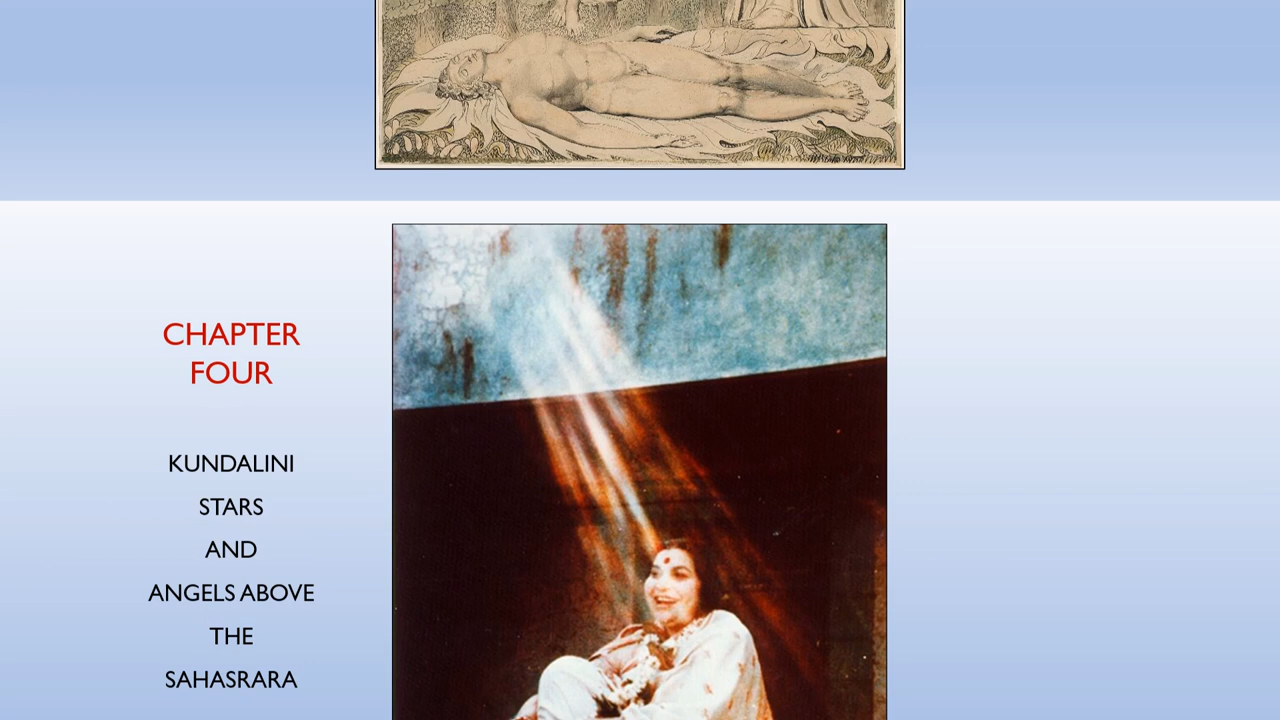 CHAPTER
FOUR
KUNDALINI
STARS
AND
ANGELS ABOVE
THE
SAHASRARA